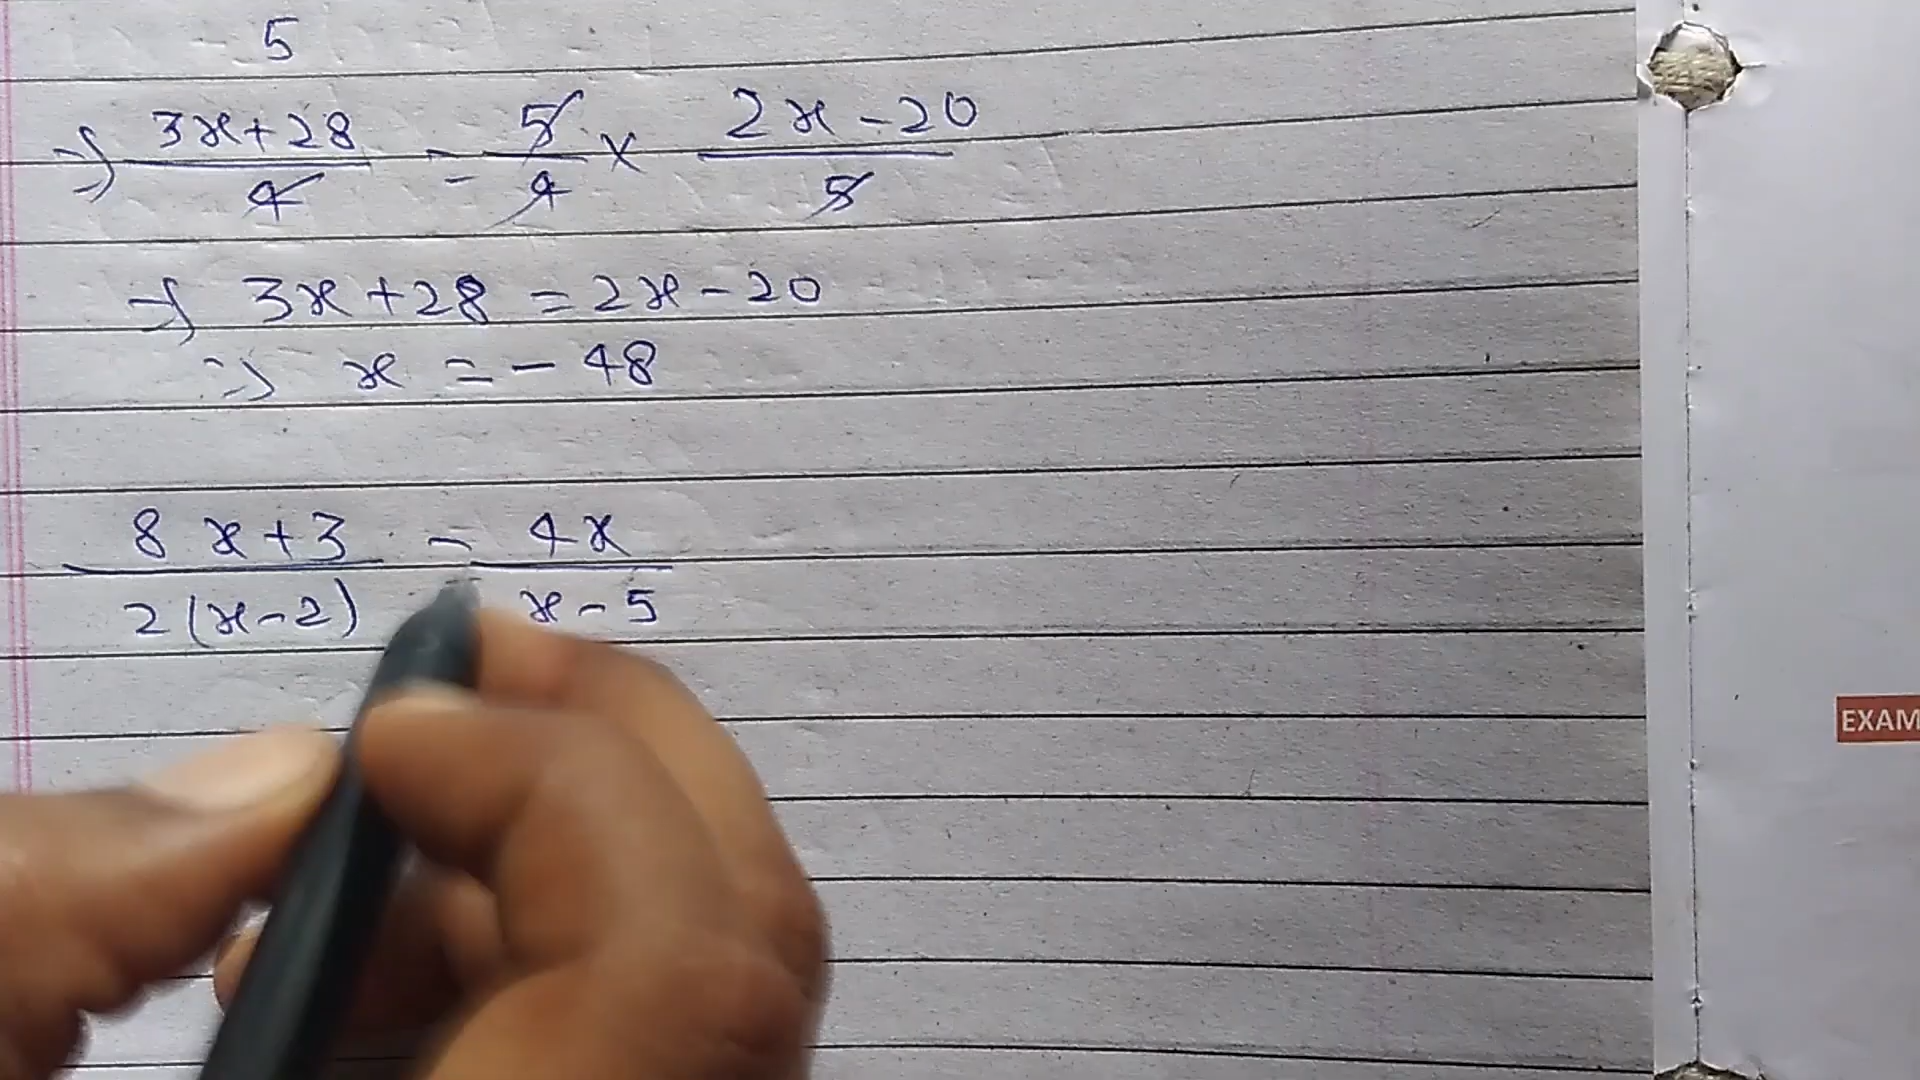 5
=> 3x+28/4 = 5/4 × 2x-20/5
=> 3x+28 = 2x-20
=> x = -48
8x+3/2(x-2) = 4x/x-5
EXAM